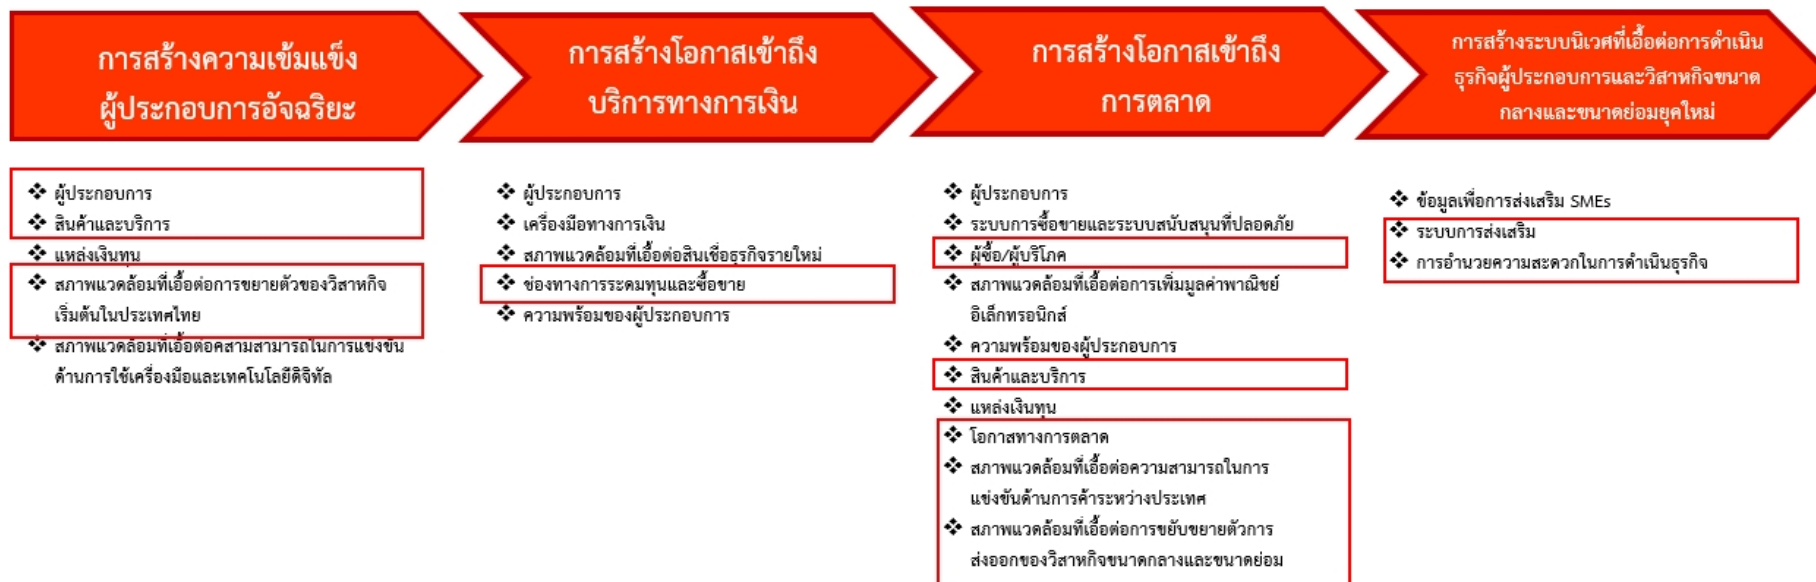 การสร้างความเข้มแข็ง
ผู้ประกอบการอัจฉริยะ
❖ ผู้ประกอบการ
❖ สินค้าและบริการ
❖ แหล่งเงินทุน
❖ สภาพแวดล้อมที่เอื้อต่อการขยายตัวของวิสาหกิจ
เริ่มต้นในประเทศไทย
❖ สภาพแวดล้อมที่เอื้อต่อคสามสามารถในการแข่งขัน
ด้านการใช้เครื่องมือและเทคโนโลยีดิจิทัล
การสร้างโอกาสเข้าถึง
บริการทางการเงิน
❖ ผู้ประกอบการ
❖ เครื่องมือทางการเงิน
❖ สภาพแวดล้อมที่เอื้อต่อสินเชื่อธุรกิจรายใหม่
❖ ช่องทางการระดมทุนและซื้อขาย
❖ ความพร้อมของผู้ประกอบการ
การสร้างโอกาสเข้าถึง
การตลาด
❖ ผู้ประกอบการ
❖ ระบบการซื้อขายและระบบสนับสนุนที่ปลอดภัย
❖ ผู้ซื้อ/ผู้บริโภค
❖ สภาพแวดล้อมที่เอื้อต่อการเพิ่มมูลค่าพาณิชย์
อิเล็กทรอนิกส์
❖ ความพร้อมของผู้ประกอบการ
❖ สินค้าและบริการ
❖ แหล่งเงินทุน
❖ โอกาสทางการตลาด
❖ สภาพแวดล้อมที่เอื้อต่อความสามารถในการ
แข่งขันด้านการค้าระหว่างประเทศ
❖ สภาพแวดล้อมที่เอื้อต่อการขยับขยายตัวการ
ส่งออกของวิสาหกิจขนาดกลางและขนาดย่อม
การสร้างระบบนิเวศที่เอื้อต่อการดำเนิน
ธุรกิจผู้ประกอบการและวิสาหกิจขนาด
กลางและขนาดย่อมยุคใหม่
❖ ข้อมูลเพื่อการส่งเสริม SMEs
❖ ระบบการส่งเสริม
❖ การอำนวยความสะดวกในการดำเนินธุรกิจ